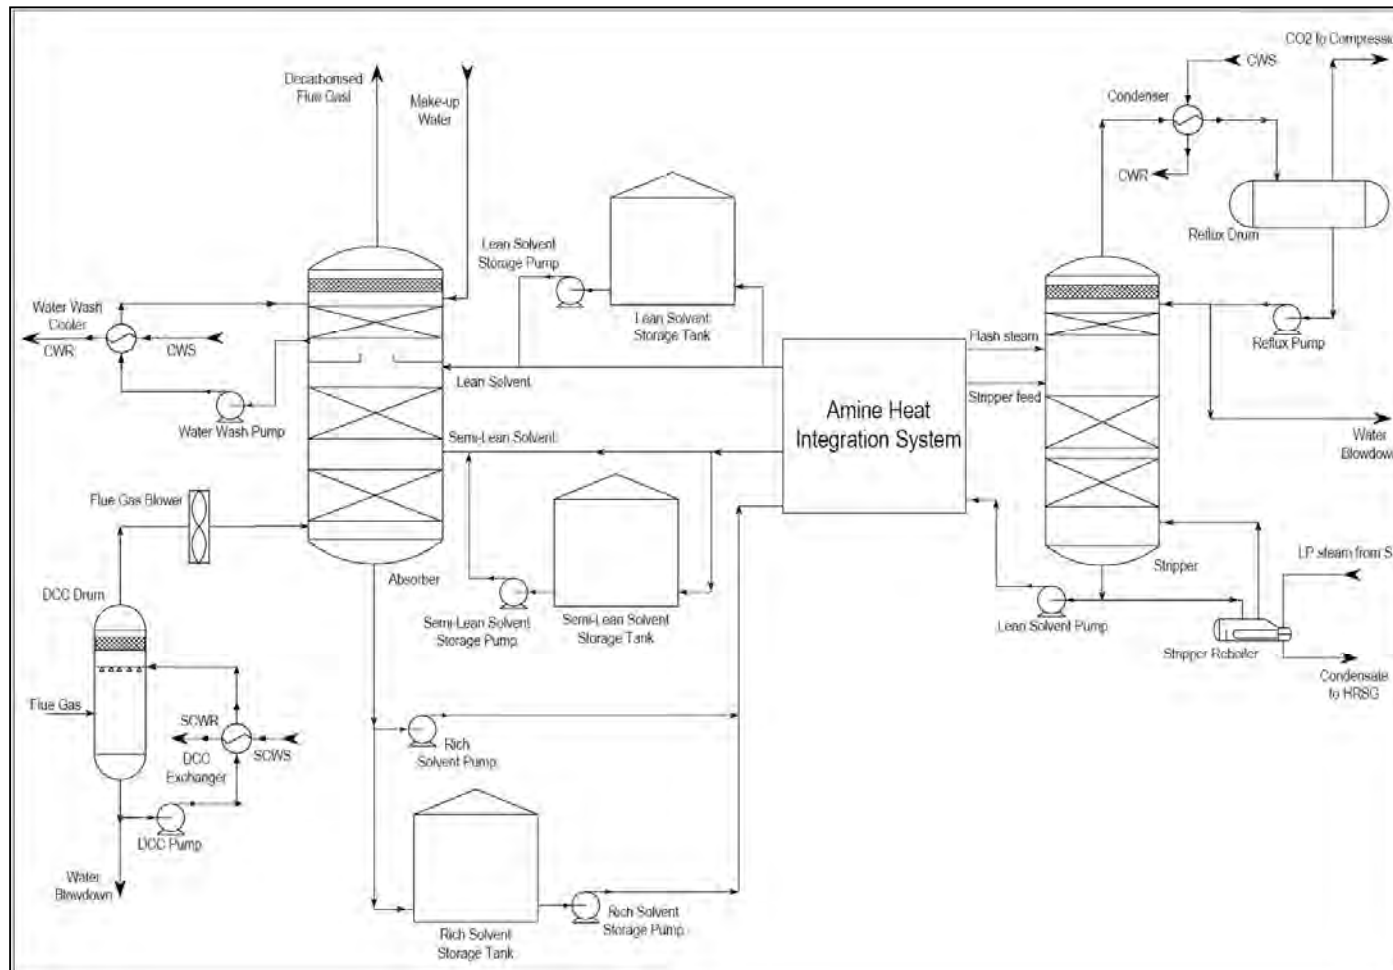 CO2 to Compressio
CWS
Decarbonised
Flue Gasl
Make-up
Water
Condenser
CWR
Reflux Drum
Lean Solvent
Storage Pump
Lean Solvent
Storage Tank
Water Wash
Cooler
CWR
CWS
Flash steam
Reflux Pump
Lean Solvent
Stripper feed
Amine Heat
Integration System
Water Wash Pump
Semi-Lean Solvent
Water
Blowdown
Flue Gas Blower
Absorber
Stripper
LP steam from S
DCC Drum
Semi-Lean Solvent
Storage Pump
Semi-Lean Solvent
Storage Tank
Lean Solvent Pump
Stripper Reboiler
Condensate
to HRSG
Flue Gas
SCWR
SCWS
DCC
Exchanger
Rich
Solvent Pump
DCC Pump
Water
Blowdown
Rich Solvent
Storage Tank
Rich Solvent
Storage Pump